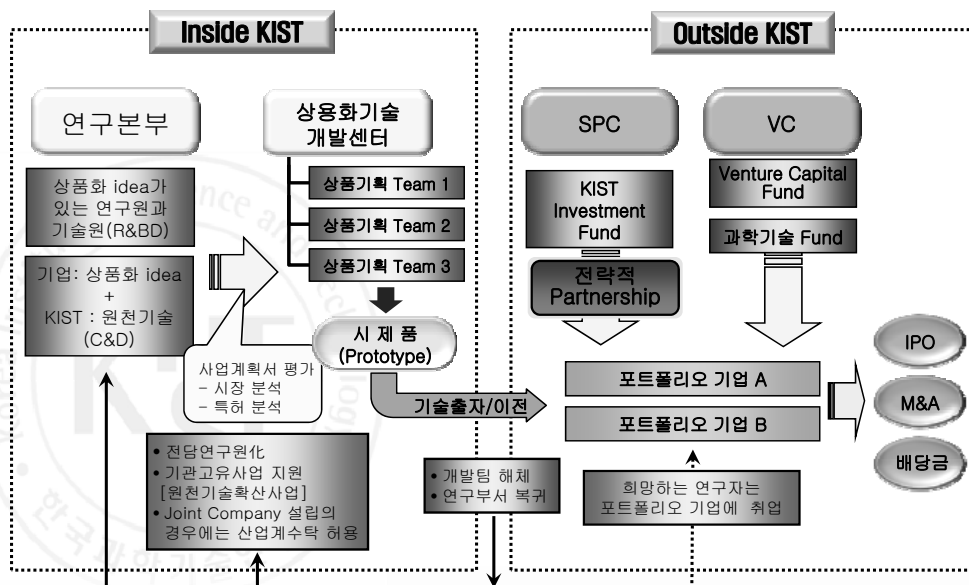 Inside KIST
Outside KIST
연구본부
상품화 idea가
있는 연구원과
기술원(R&BD)
기업: 상품화 idea
+
KIST : 원천기술
(C&D)
상용화기술
개발센터
상품기획 Team 1
상품기획 Team 2
상품기획 Team 3
시 제 품
(Prototype)
사업계획서 평가
- 시장 분석
- 특허 분석
기술출자/이전
• 전담연구원化
• 기관고유사업 지원
[원천기술확산사업]
• Joint Company 설립의
경우에는 산업계수탁 허용
• 개발팀 해체
• 연구부서 복귀
SPC
KIST
Investment
Fund
전략적
Partnership
VC
Venture Capital
Fund
과학기술 Fund
포트폴리오 기업 A
포트폴리오 기업 B
희망하는 연구자는
포트폴리오 기업에 취업
IPO
M&A
배당금